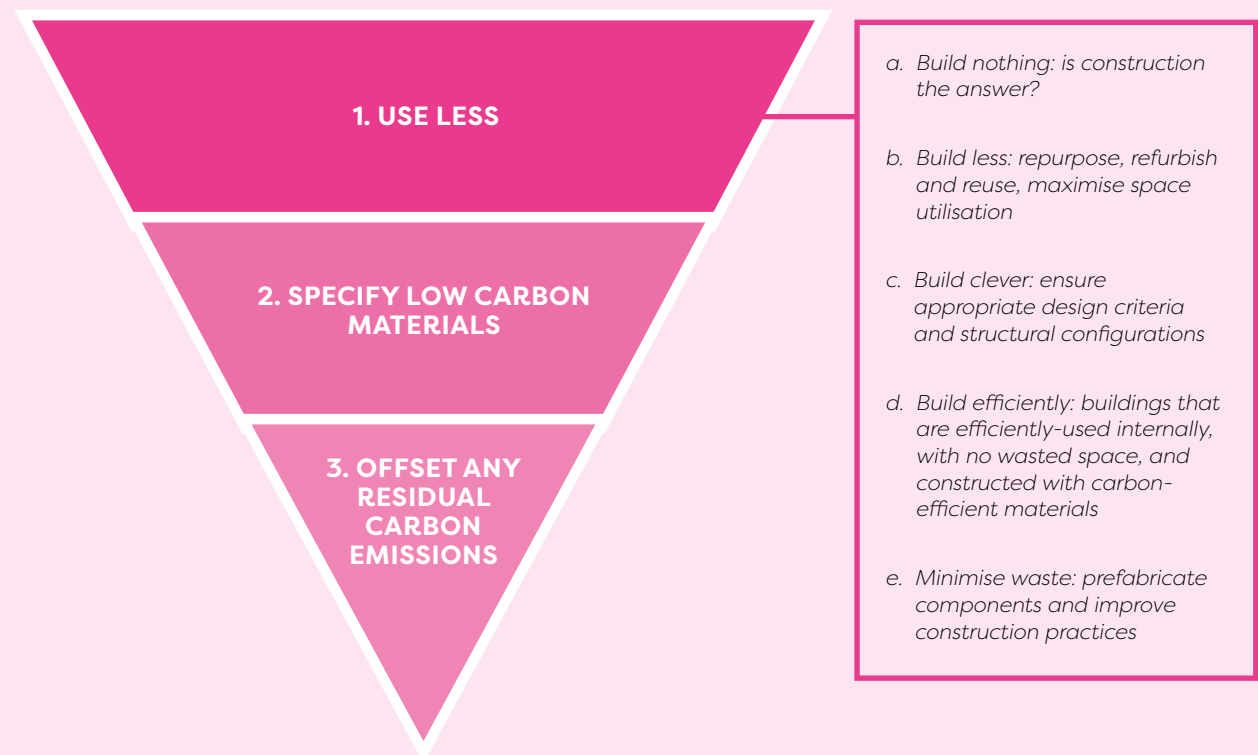 1. USE LESS
2. SPECIFY LOW CARBON
MATERIALS
3. OFFSET ANY
RESIDUAL
CARBON
EMISSIONS
a. Build nothing: is construction
the answer?
b. Build less: repurpose, refurbish
and reuse, maximise space
utilisation
c. Build clever: ensure
appropriate design criteria
and structural configurations
d. Build efficiently: buildings that
are efficiently-used internally,
with no wasted space, and
constructed with carbon-
efficient materials
e. Minimise waste: prefabricate
components and improve
construction practices